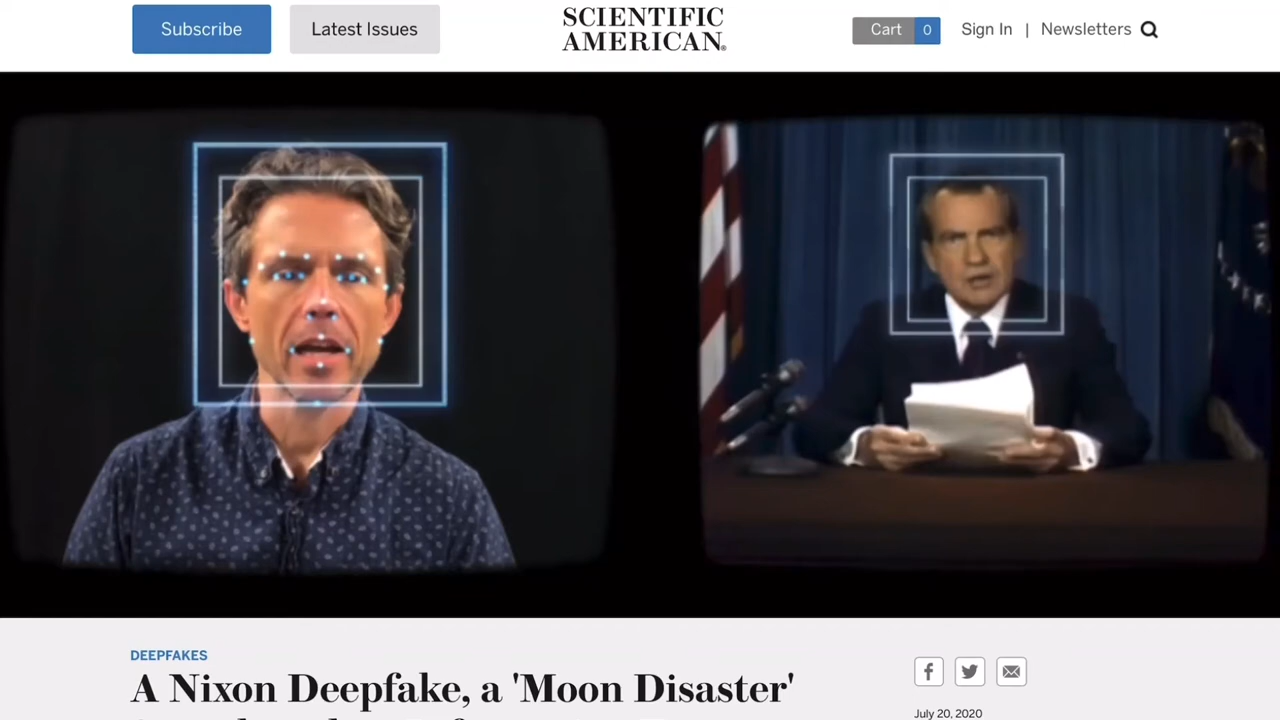 Subscribe
Latest Issues
SCIENTIFIC
AMERICAN®
Cart 0
Sign In | Newsletters
DEEPFAKES
A Nixon Deepfake, a 'Moon Disaster'
July 20, 2020